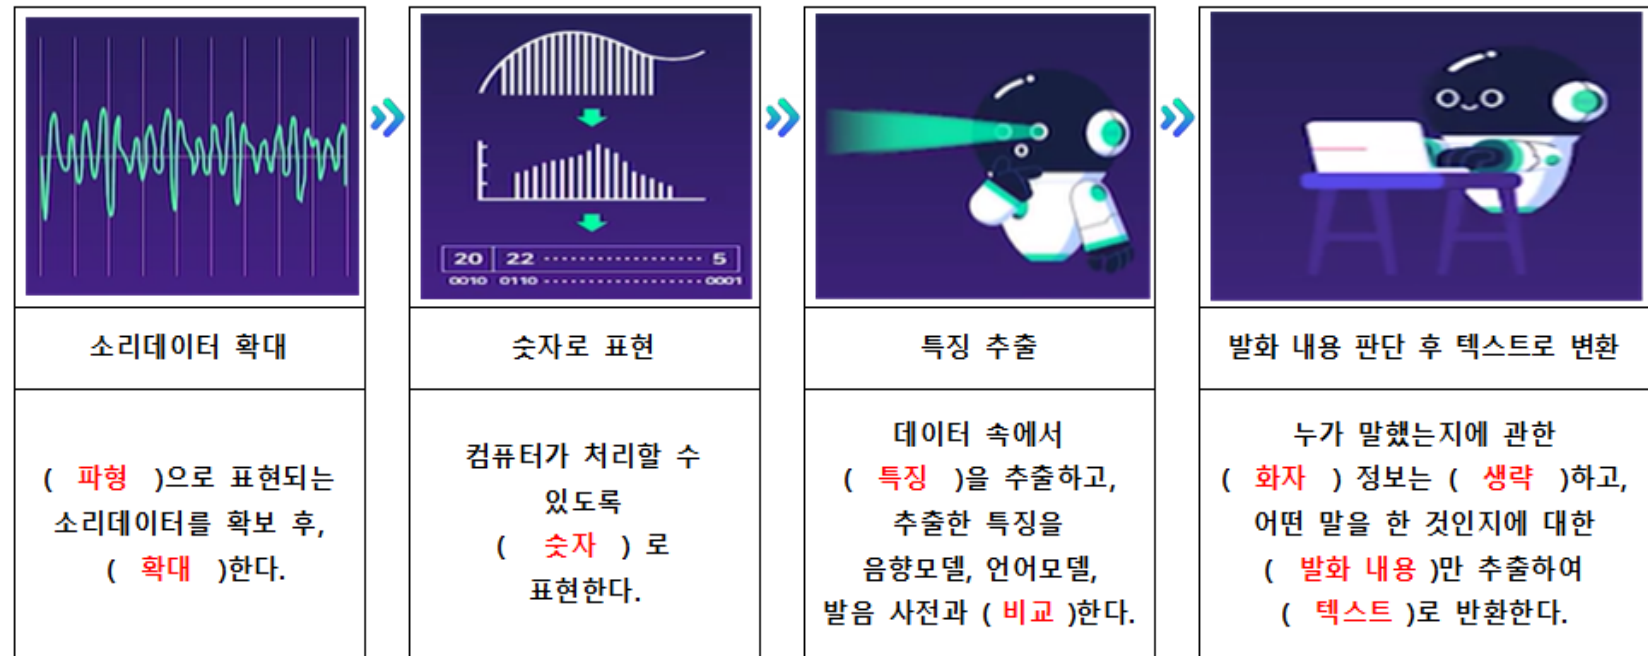 20 22 ················· 5
0010 0110 ················· 0001
소리데이터 확대
숫자로 표현
특징 추출
발화 내용 판단 후 텍스트로 변환
( 파형 )으로 표현되는
소리데이터를 확보 후,
( 확대 )한다.
컴퓨터가 처리할 수
있도록
( 숫자 ) 로
표현한다.
데이터 속에서
( 특징 )을 추출하고,
추출한 특징을
음향모델, 언어모델,
발음 사전과 ( 비교 )한다.
누가 말했는지에 관한
( 화자 ) 정보는 ( 생략 )하고,
어떤 말을 한 것인지에 대한
( 발화 내용 )만 추출하여
( 텍스트 )로 반환한다.